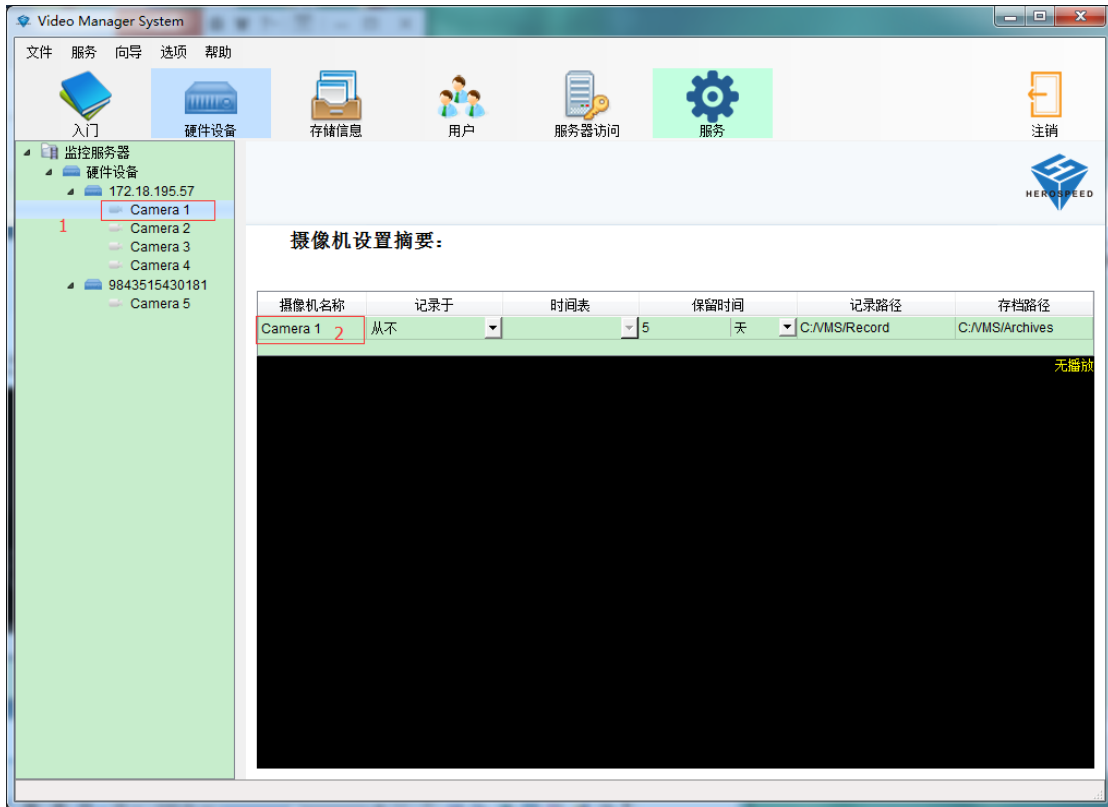 Video Manager System
文件 服务 向导 选项 帮助
入门 硬件设备 存储信息 用户 服务器访问 服务 注销
监控服务器
硬件设备
172.18.195.57
Camera 1
1
Camera 2
Camera 3
Camera 4
9843515430181
Camera 5
HEROSPEED
摄像机设置摘要：
摄像机名称 记录于 时间表 保留时间 记录路径 存档路径
Camera 1 2 从不 5 天 C:/VMS/Record C:/VMS/Archives
无播放